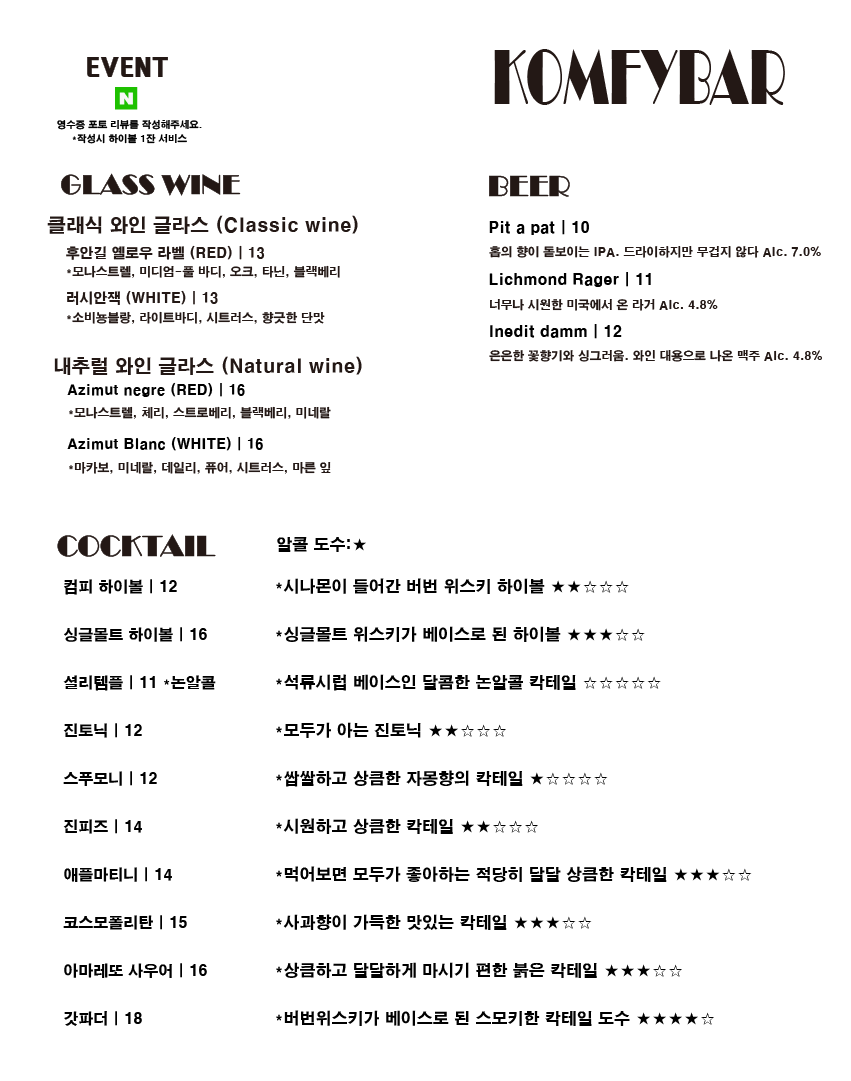 EVENT
N
영수증 포토 리뷰를 작성해주세요.
*작성시 하이볼 1잔 서비스
KOMFYBAR
GLASS WINE
클래식 와인 글라스 (Classic wine)
후안길 옐로우 라벨 (RED) | 13
*모나스트렐, 미디엄-풀 바디, 오크, 타닌, 블랙베리
러시안잭 (WHITE) | 13
*소비뇽블랑, 라이트바디, 시트러스, 향긋한 단맛
내추럴 와인 글라스 (Natural wine)
Azimut negre (RED) | 16
*모나스트렐, 체리, 스트로베리, 블랙베리, 미네랄
Azimut Blanc (WHITE) | 16
*마카보, 미네랄, 데일리, 퓨어, 시트러스, 마른 잎
BEER
Pit a pat | 10
홉의 향이 돋보이는 IPA. 드라이하지만 무겁지 않다 Alc. 7.0%
Lichmond Rager | 11
너무나 시원한 미국에서 온 라거 Alc. 4.8%
Inedit damm | 12
은은한 꽃향기와 싱그러움. 와인 대용으로 나온 맥주 Alc. 4.8%
COCKTAIL 알콜 도수:★
컴피 하이볼 | 12 *시나몬이 들어간 버번 위스키 하이볼 ★★☆☆☆
싱글몰트 하이볼 | 16 *싱글몰트 위스키가 베이스로 된 하이볼 ★★★☆☆
셜리템플 | 11 *논알콜 *석류시럽 베이스인 달콤한 논알콜 칵테일 ☆☆☆☆☆
진토닉 | 12 *모두가 아는 진토닉 ★★☆☆☆
스푸모니 | 12 *쌉쌀하고 상큼한 자몽향의 칵테일 ★☆☆☆☆
진피즈 | 14 *시원하고 상큼한 칵테일 ★★☆☆☆
애플마티니 | 14 *먹어보면 모두가 좋아하는 적당히 달달 상큼한 칵테일 ★★★☆☆
코스모폴리탄 | 15 *사과향이 가득한 맛있는 칵테일 ★★★☆☆
아마레또 사우어 | 16 *상큼하고 달달하게 마시기 편한 붉은 칵테일 ★★★☆☆
갓파더 | 18 *버번위스키가 베이스로 된 스모키한 칵테일 도수 ★★★★☆